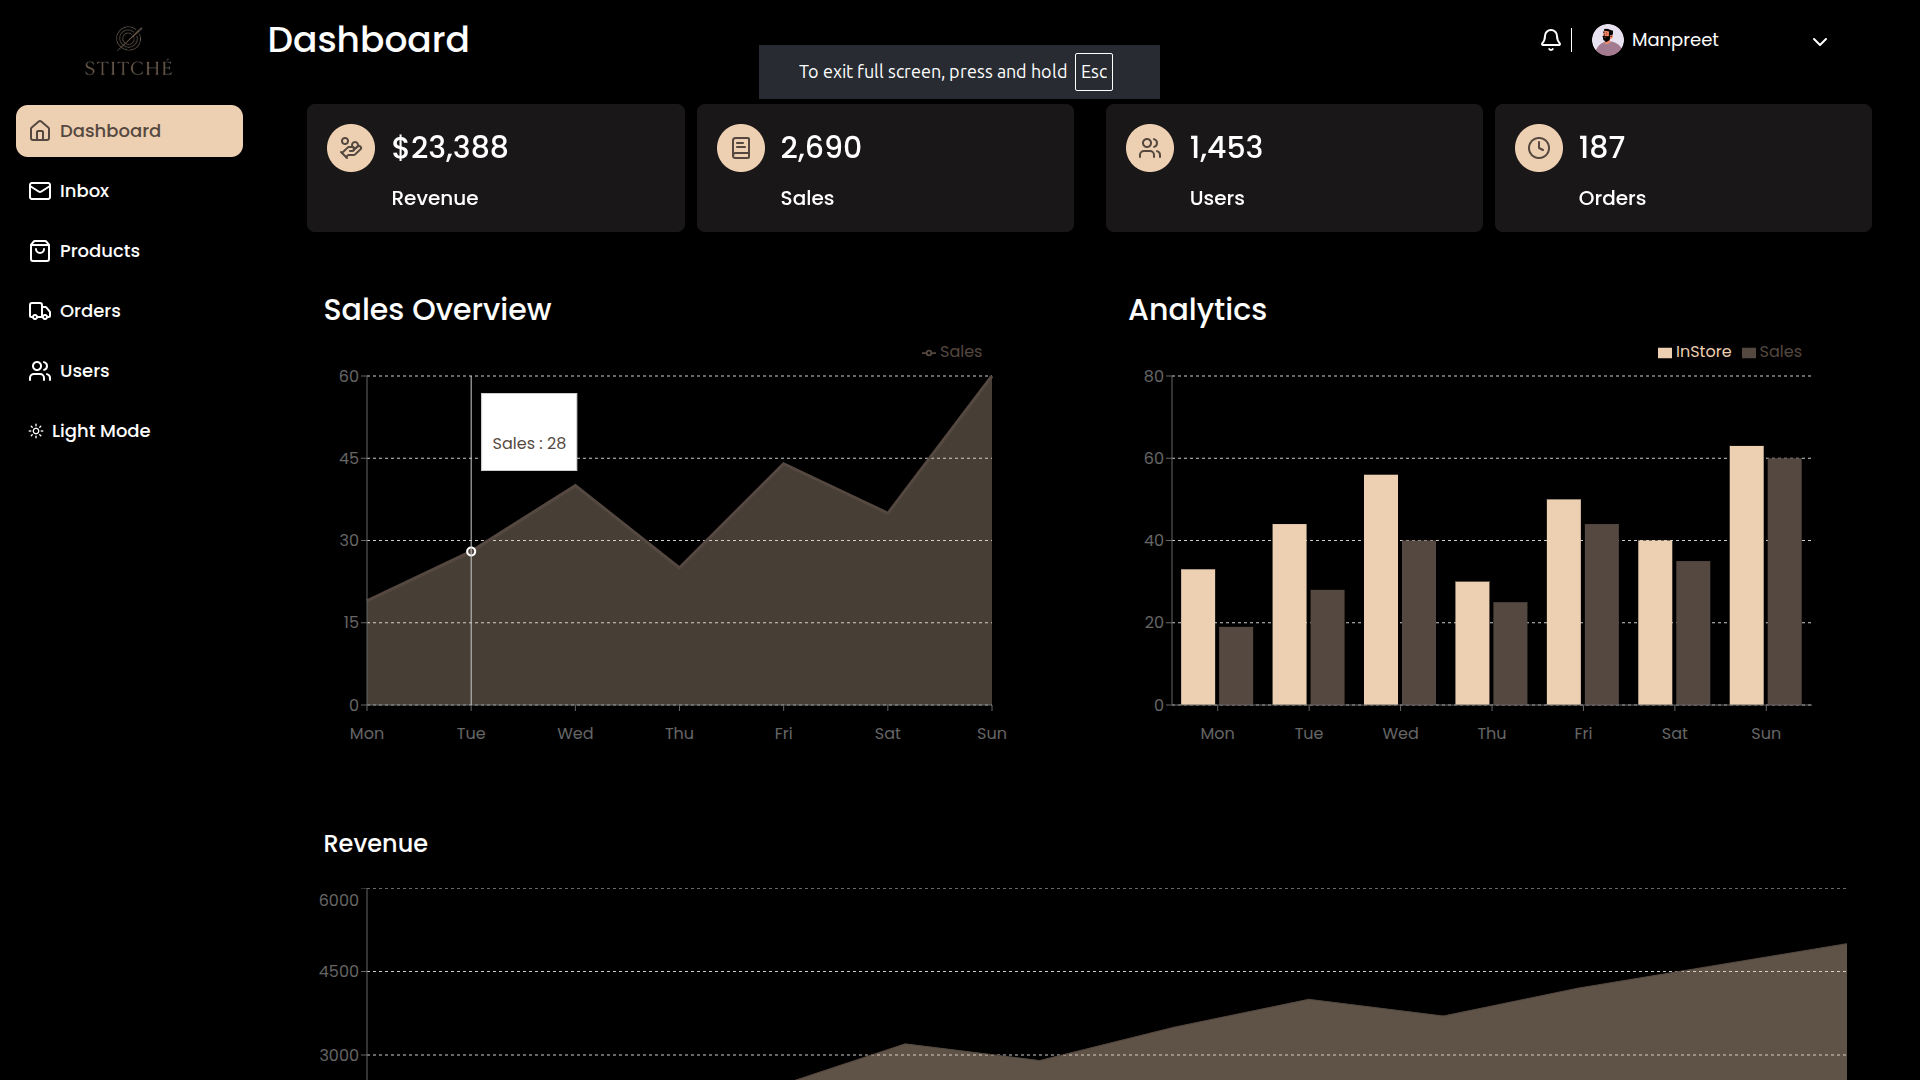 STITCHÉ
Dashboard
To exit full screen, press and hold Esc
Manpreet
Dashboard
Inbox
Products
Orders
Users
Light Mode
$23,388
Revenue
2,690
Sales
1,453
Users
187
Orders
Sales Overview
Sales
60
45
30
15
0
Sales : 28
Mon Tue Wed Thu Fri Sat Sun
Analytics
InStore Sales
80
60
40
20
0
Mon Tue Wed Thu Fri Sat Sun
Revenue
6000
4500
3000